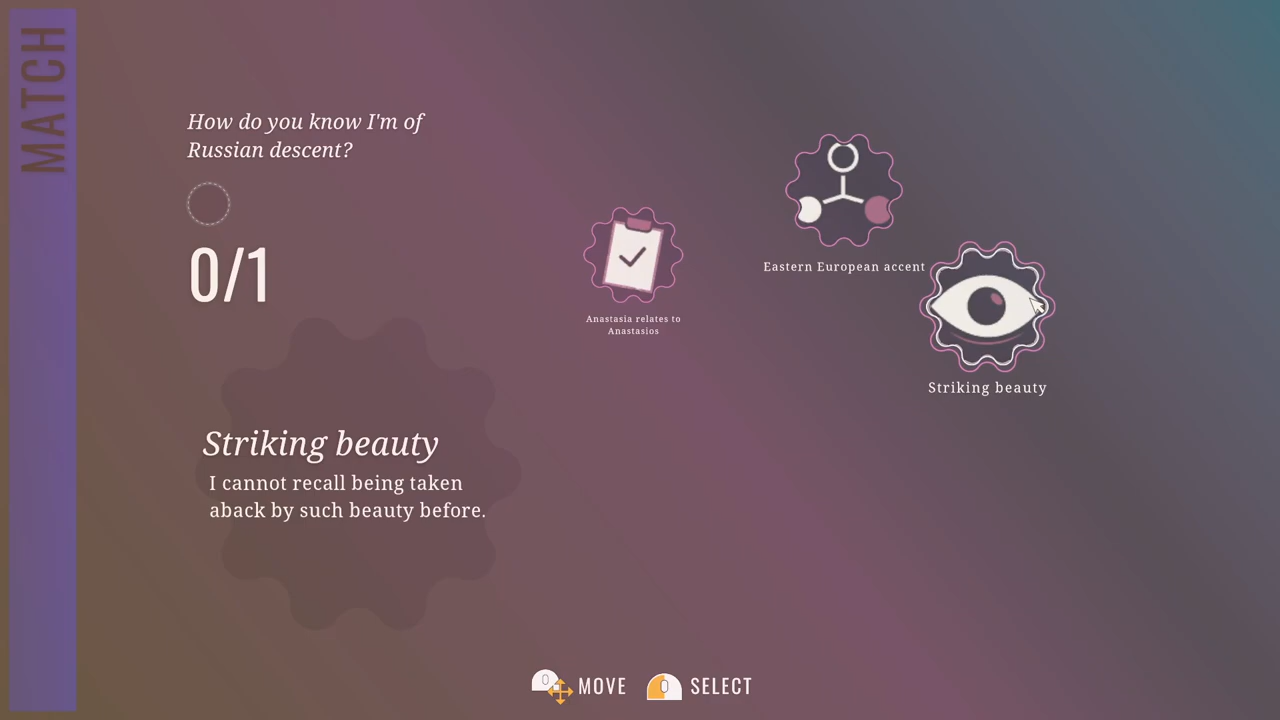 MATCH
How do you know I'm of
Russian descent?
0/1
Eastern European accent
Anastasia relates to
Anastasios
Striking beauty
Striking beauty
I cannot recall being taken
aback by such beauty before.
MOVE
SELECT